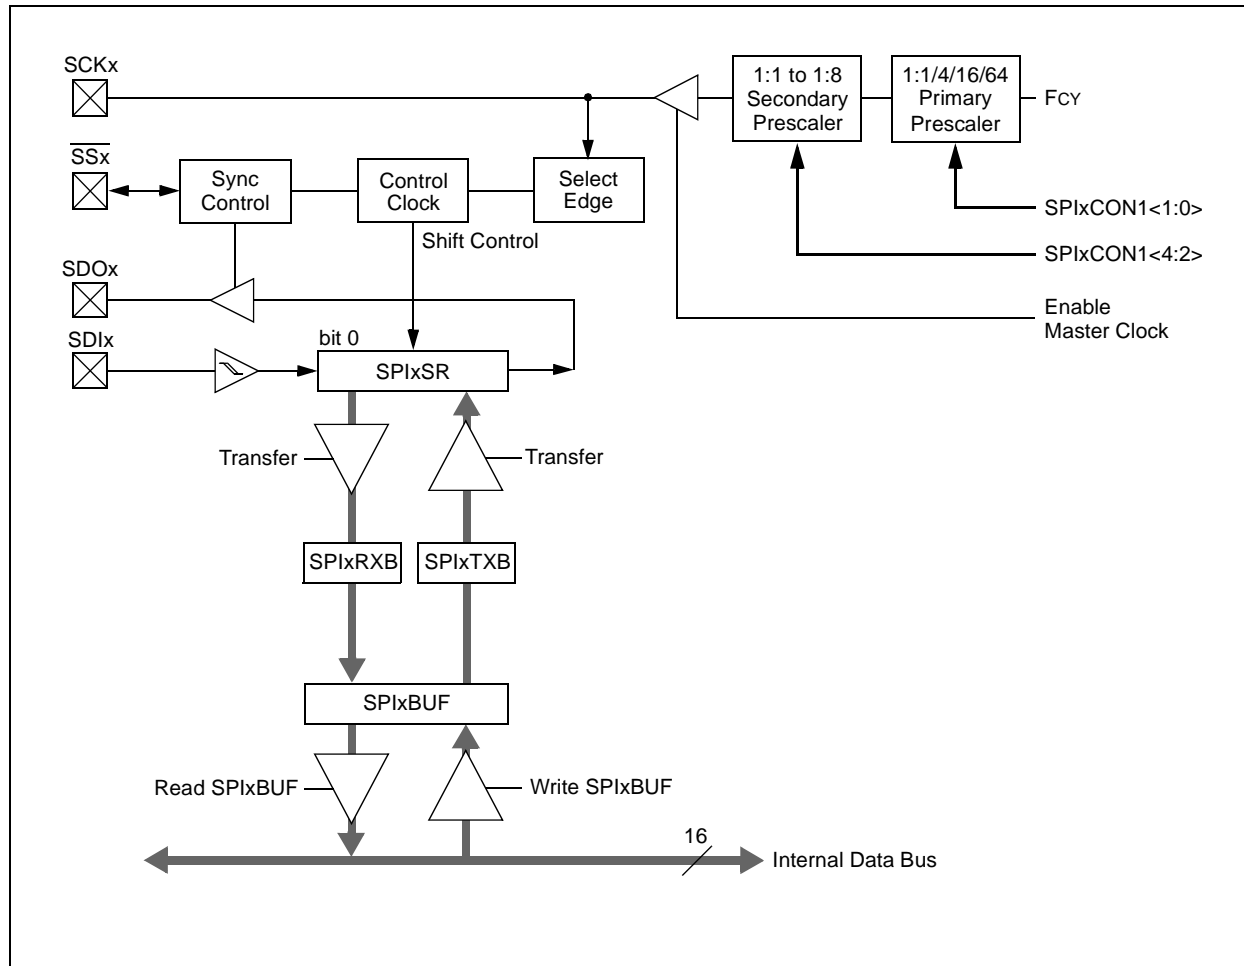 SCKx
1:1 to 1:8
Secondary
Prescaler
1:1/4/16/64
Primary
Prescaler
FCY
SSx
Sync
Control
Control
Clock
Select
Edge
SPIxCON1<1:0>
Shift Control
SPIxCON1<4:2>
SDOx
Enable
Master Clock
SDIx
bit 0
SPIxSR
Transfer
Transfer
SPIxRXB
SPIxTXB
SPIxBUF
Read SPIxBUF
Write SPIxBUF
16
Internal Data Bus